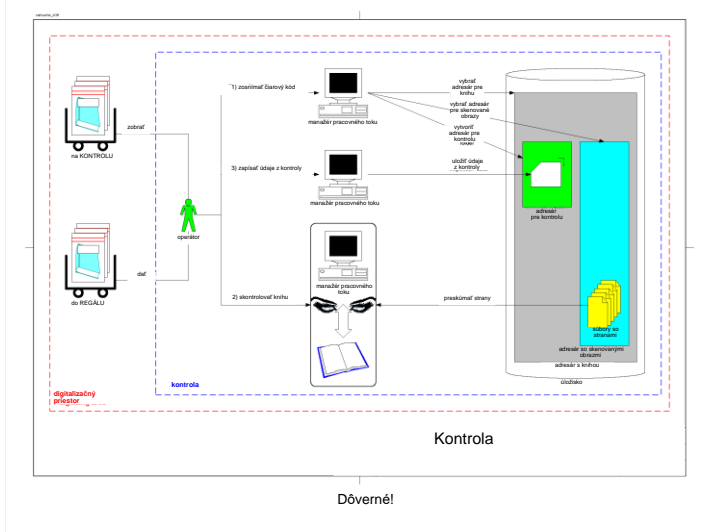 zobrať
na KONTROLU
dať
do REGÁLU
operátor
1) zosnímať čiarový kód
3) zapísať údaje z kontroly
2) skontrolovať knihu
manažér pracovného toku
manažér pracovného toku
manažér pracovného
toku
vybrať
adresár pre
knihu
vybrať adresár
pre skenované
obrazy
vytvoriť
adresár pre
kontrolu
uložiť údaje
z kontroly
preskúmať strany
adresár
pre kontrolu
súbory so
stranami
adresár so skenovanými
obrazmi
adresár s knihou
úložisko
kontrola
digitalizačný
priestor
Kontrola
Dôverné!